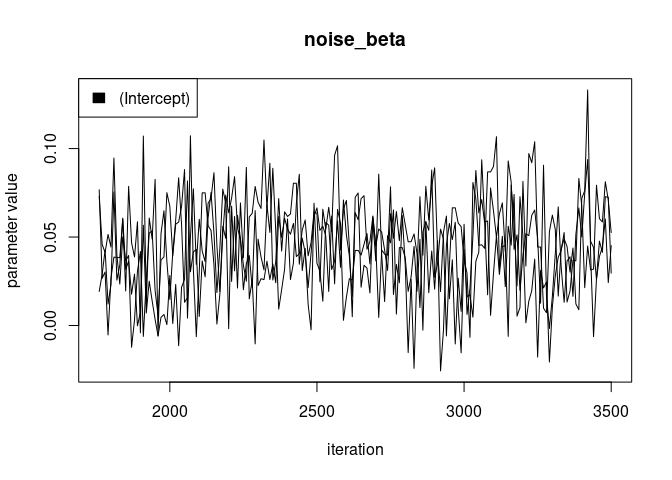 noise_beta
(Intercept)
parameter value
0.10
0.05
0.00
2000 2500 3000 3500
iteration